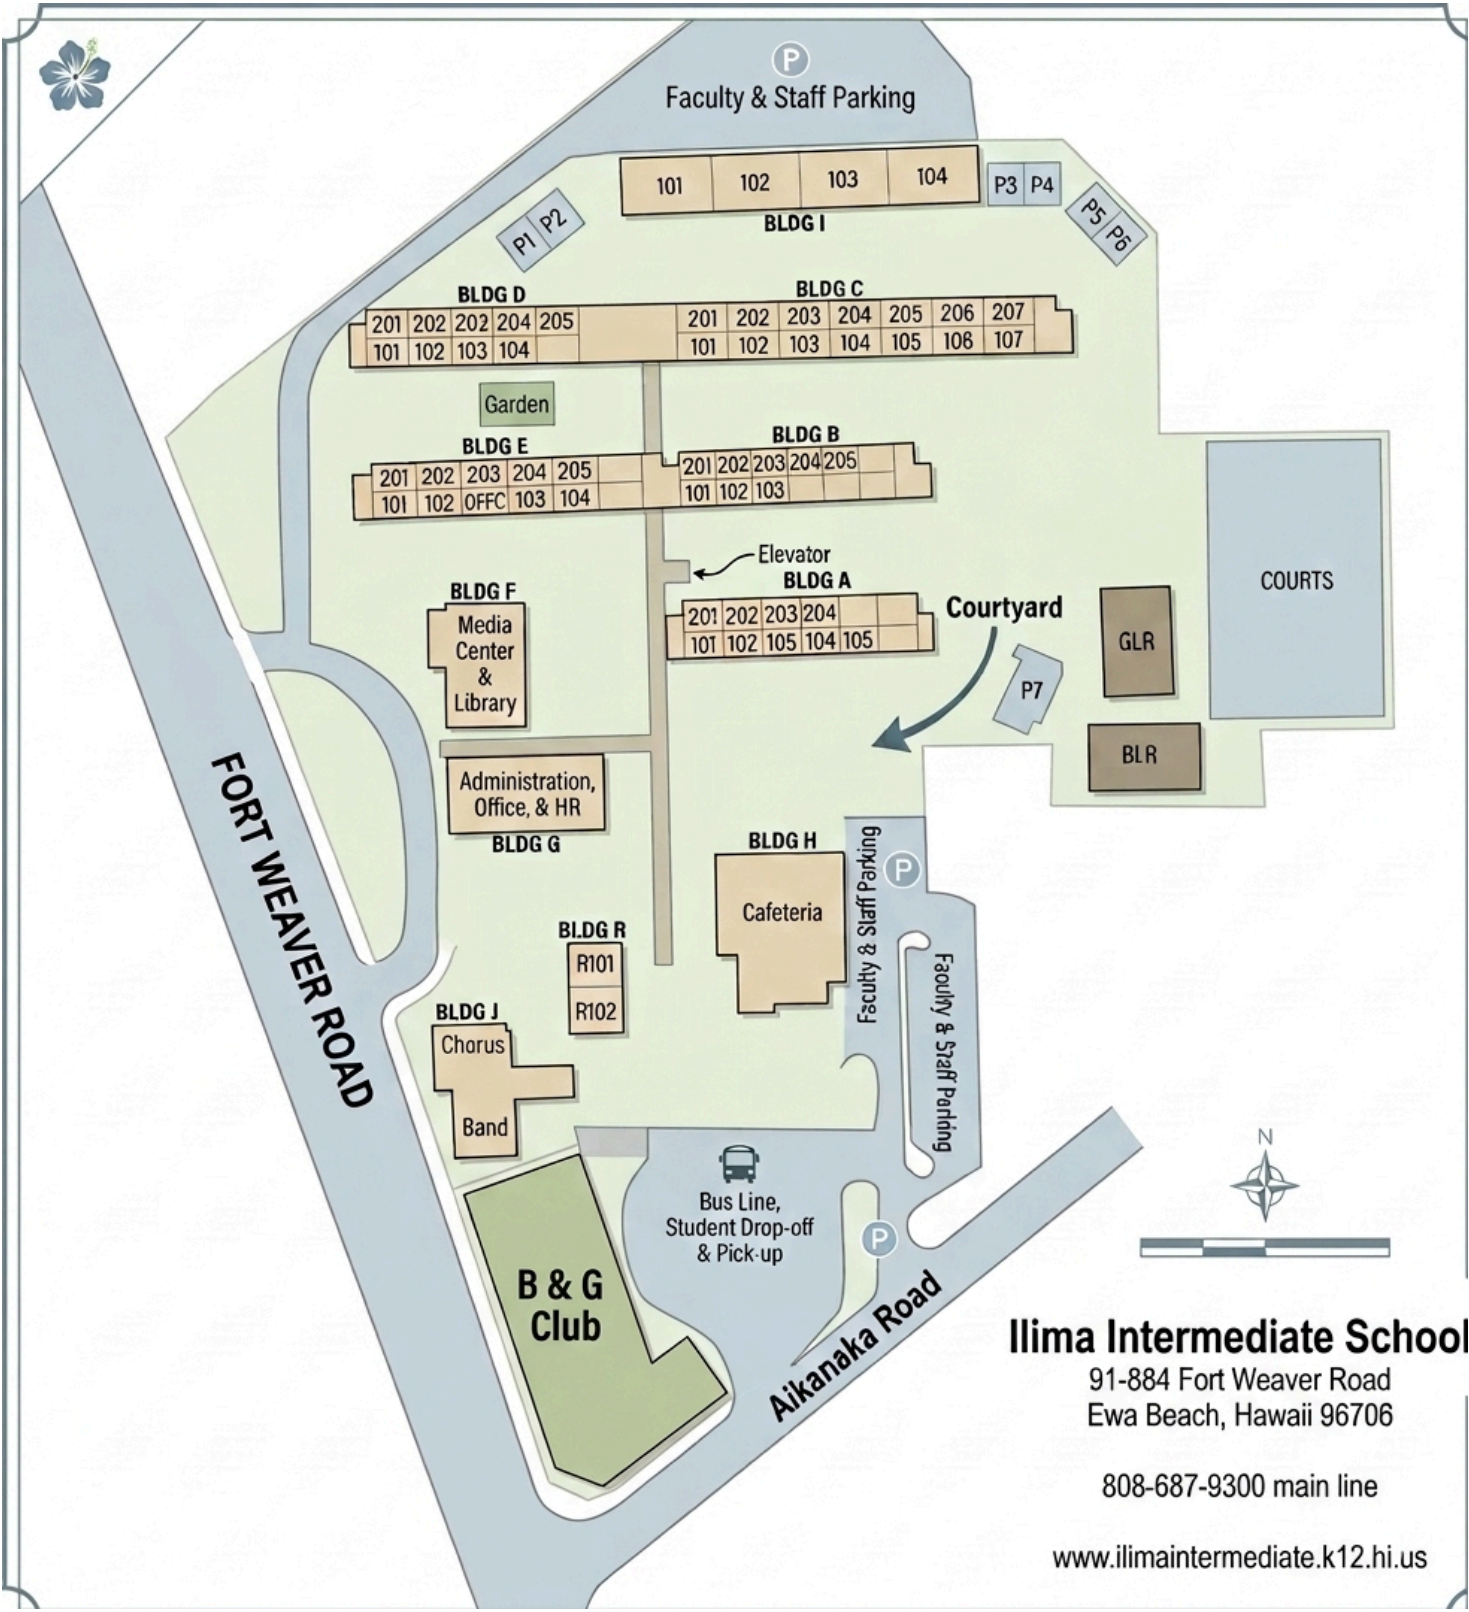 P
Faculty & Staff Parking
101 102 103 104
BLDG I
P3 P4
P5 P6
P1 P2
BLDG D
201 202 202 204 205
101 102 103 104
BLDG C
201 202 203 204 205 206 207
101 102 103 104 105 106 107
Garden
BLDG E
201 202 203 204 205
101 102 OFFC 103 104
BLDG B
201 202 203 204 205
101 102 103
Elevator
BLDG A
201 202 203 204
101 102 105 104 105
Courtyard
COURTS
GLR
P7
BLR
BLDG F
Media
Center
&
Library
Administration,
Office, & HR
BLDG G
FORT WEAVER ROAD
BLDG H
Cafeteria
Faculty & Staff Parking
P
Faoulty & Staff Parking
BLDG R
R101
R102
BLDG J
Chorus
Band
Bus Line,
Student Drop-off
& Pick-up
P
B & G
Club
Aikanaka Road
N
Ilima Intermediate School
91-884 Fort Weaver Road
Ewa Beach, Hawaii 96706
808-687-9300 main line
www.ilimaintermediate.k12.hi.us